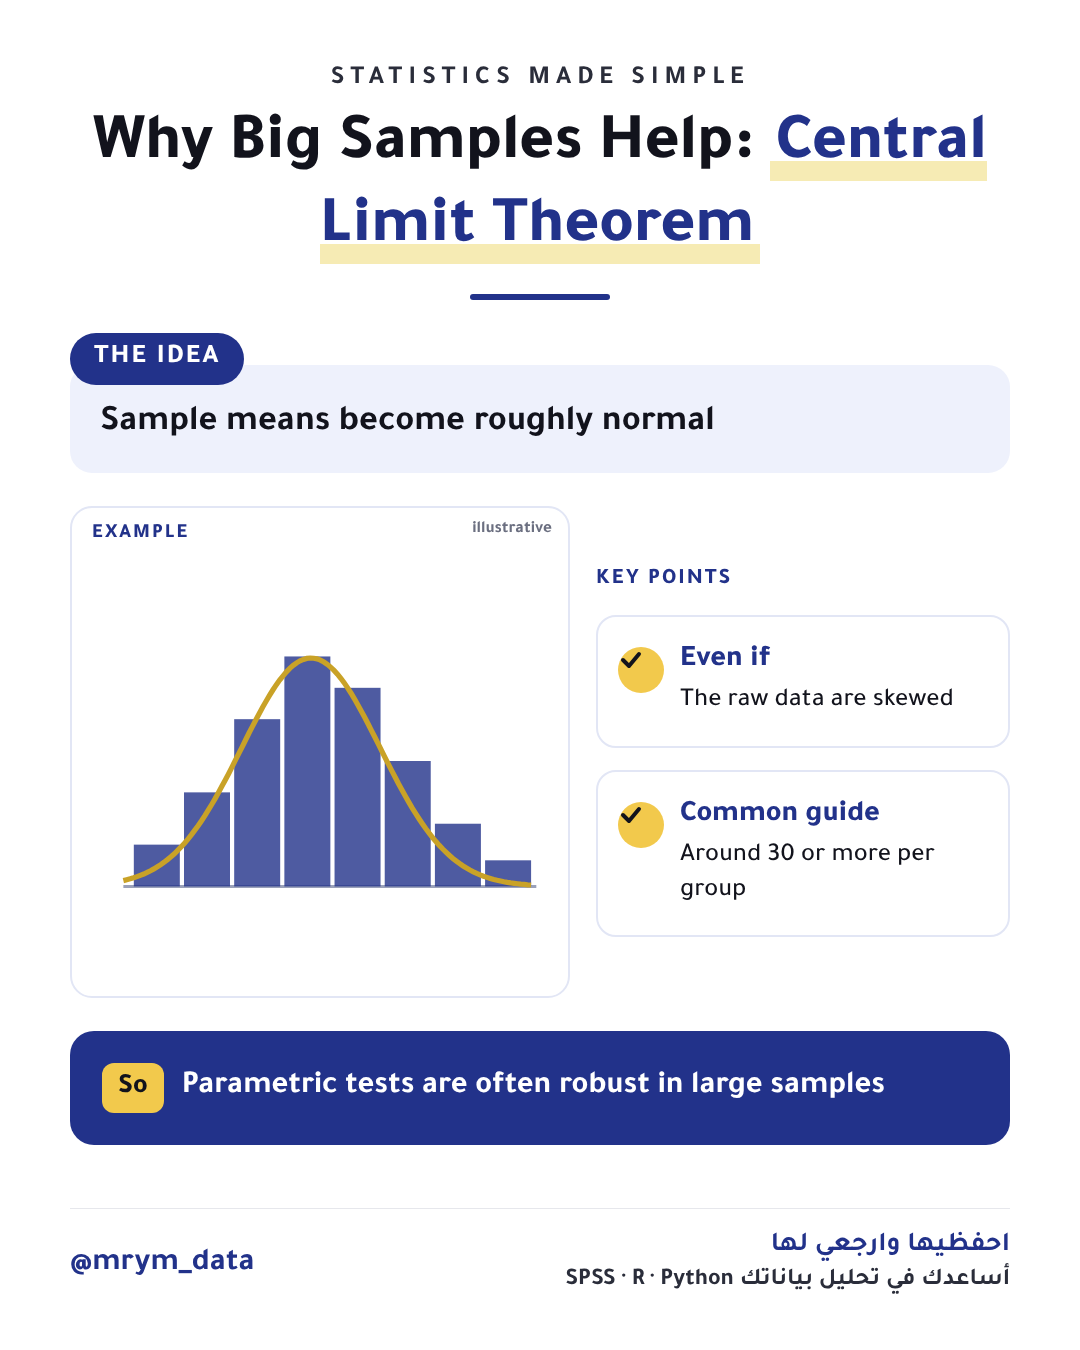 STATISTICS MADE SIMPLE
Why Big Samples Help: Central
Limit Theorem
THE IDEA
Sample means become roughly normal
EXAMPLE
illustrative
KEY POINTS
Even if
The raw data are skewed
Common guide
Around 30 or more per
group
So
Parametric tests are often robust in large samples
@mrym_data
احفظيها وارجعي لها
أساعدك في تحليل بياناتك SPSS · R · Python